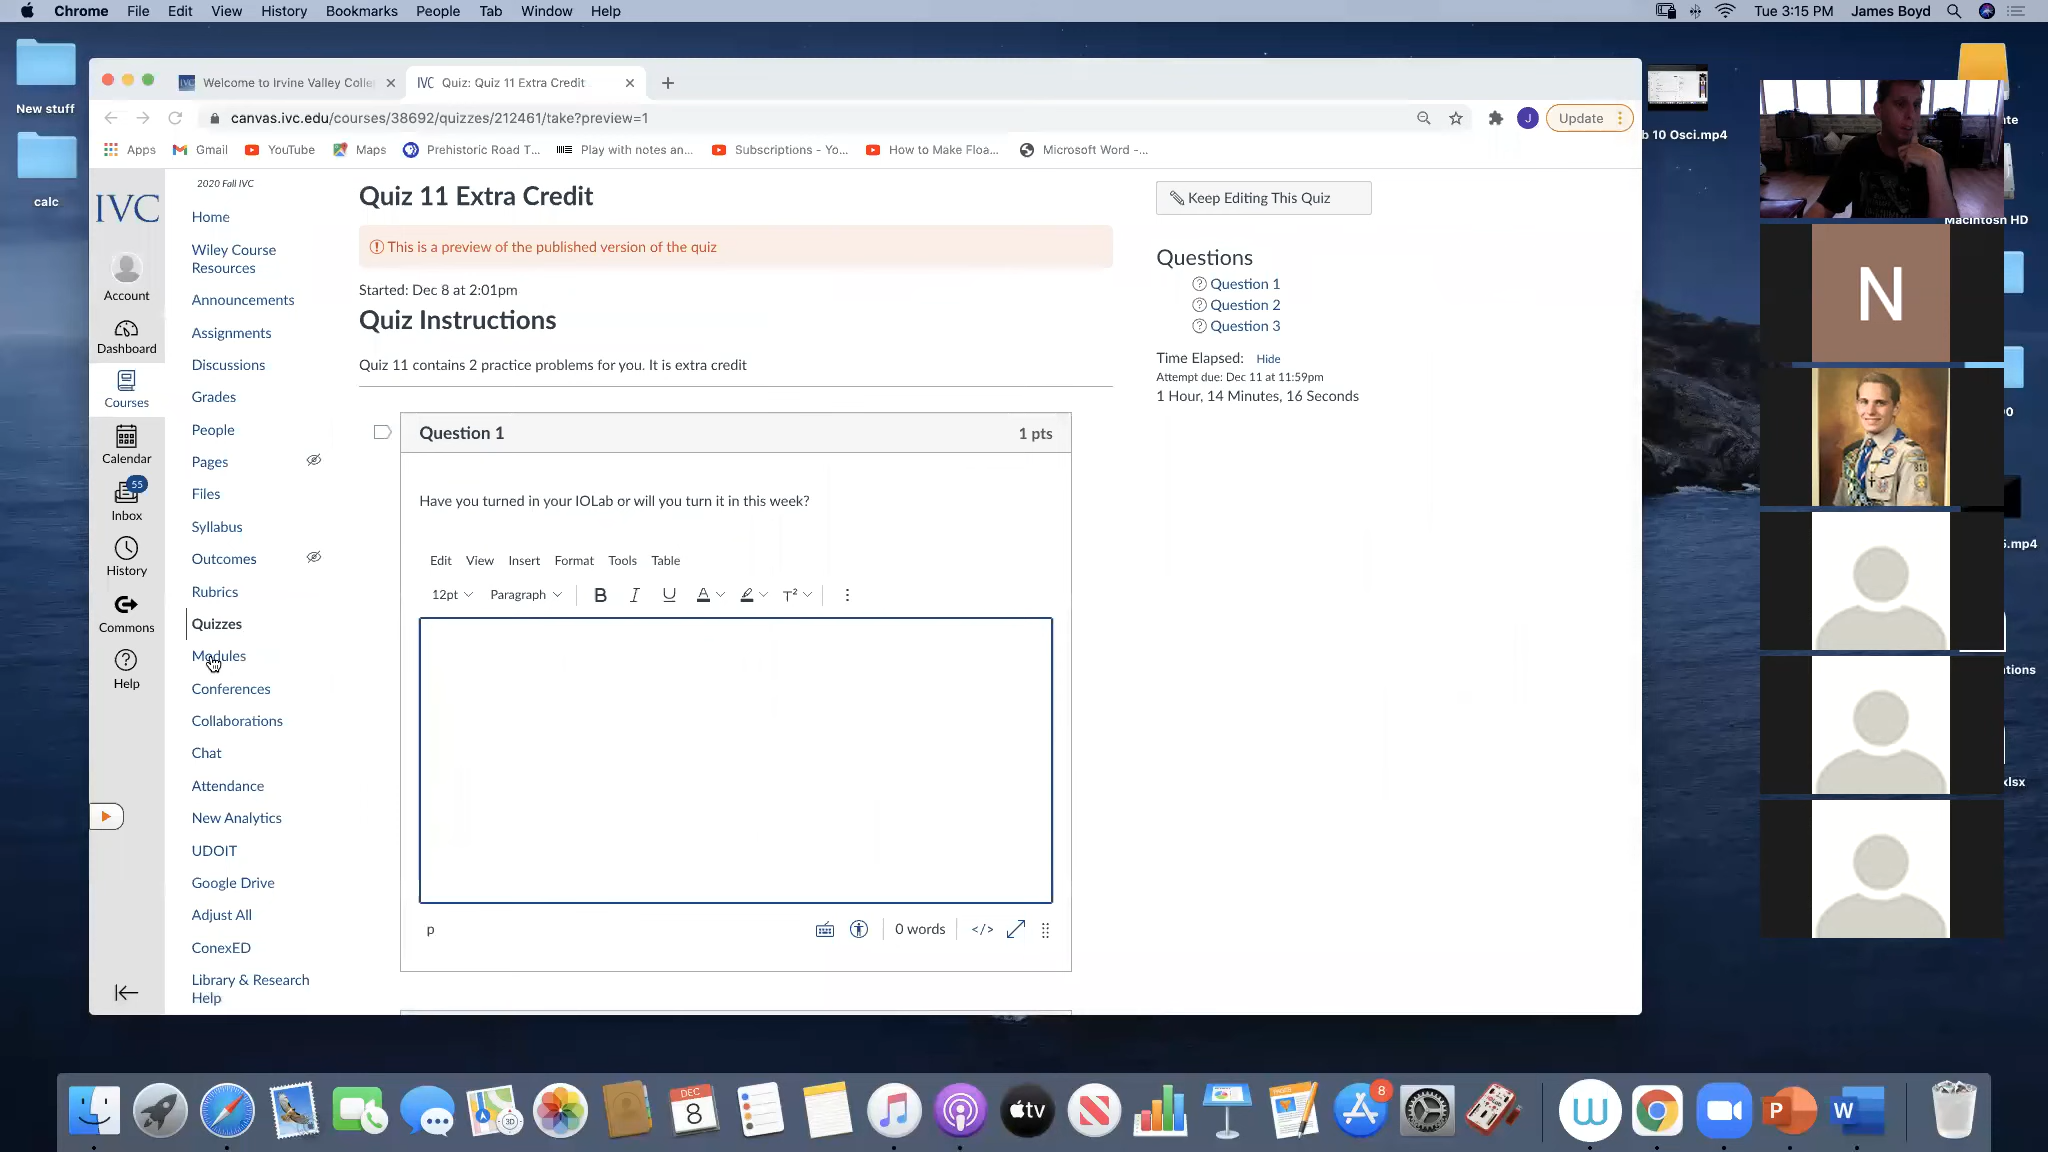 Chrome File Edit View History Bookmarks People Tab Window Help
Tue 3:15 PM James Boyd
New stuff
calc
Welcome to Irvine Valley Colle
IVC Quiz: Quiz 11 Extra Credit
canvas.ivc.edu/courses/38692/quizzes/212461/take?preview=1
J
Update
Apps Gmail YouTube Maps Prehistoric Road T... Play with notes an... Subscriptions - Yo... How to Make Floa... Microsoft Word -...
b 10 Osci.mp4
Macintosh HD
N
5.mp4
xlsx
IVC
Account
Dashboard
Courses
Calendar
55
Inbox
History
Commons
Help
2020 Fall IVC
Home
Wiley Course
Resources
Announcements
Assignments
Discussions
Grades
People
Pages
Files
Syllabus
Outcomes
Rubrics
Quizzes
Modules
Conferences
Collaborations
Chat
Attendance
New Analytics
UDOIT
Google Drive
Adjust All
ConexED
Library & Research
Help
Quiz 11 Extra Credit
This is a preview of the published version of the quiz
Started: Dec 8 at 2:01pm
Quiz Instructions
Quiz 11 contains 2 practice problems for you. It is extra credit
Question 1 1 pts
Have you turned in your IOLab or will you turn it in this week?
Edit View Insert Format Tools Table
12pt Paragraph B I U A T²
p
0 words </>
Keep Editing This Quiz
Questions
Question 1
Question 2
Question 3
Time Elapsed: Hide
Attempt due: Dec 11 at 11:59pm
1 Hour, 14 Minutes, 16 Seconds
3D
DEC
8
tv
8
P
W